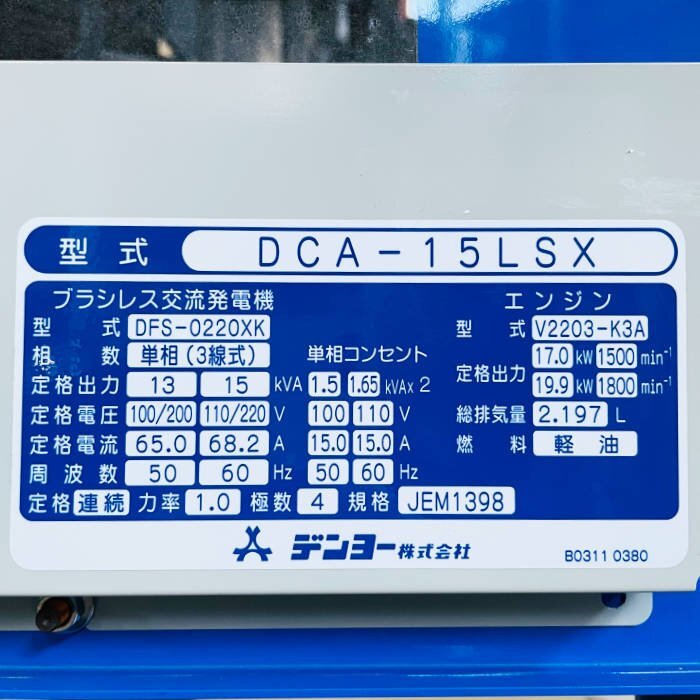 型式 DCA-15LSX
ブラシレス交流発電機 エンジン
型式 DFS-0220XK 型式 V2203-K3A
相数 単相(3線式) 単相コンセント 定格出力 17.0 kW 1500 min⁻¹
定格出力 13 15 kVA 1.5 1.65 kVA×2 19.9 kW 1800 min⁻¹
定格電圧 100/200 110/220 V 100 110 V 総排気量 2.197 L
定格電流 65.0 68.2 A 15.0 15.0 A 燃料 軽油
周波数 50 60 Hz 50 60 Hz
定格 連続 力率 1.0 極数 4 規格 JEM1398
デンヨー株式会社 B0311 0380